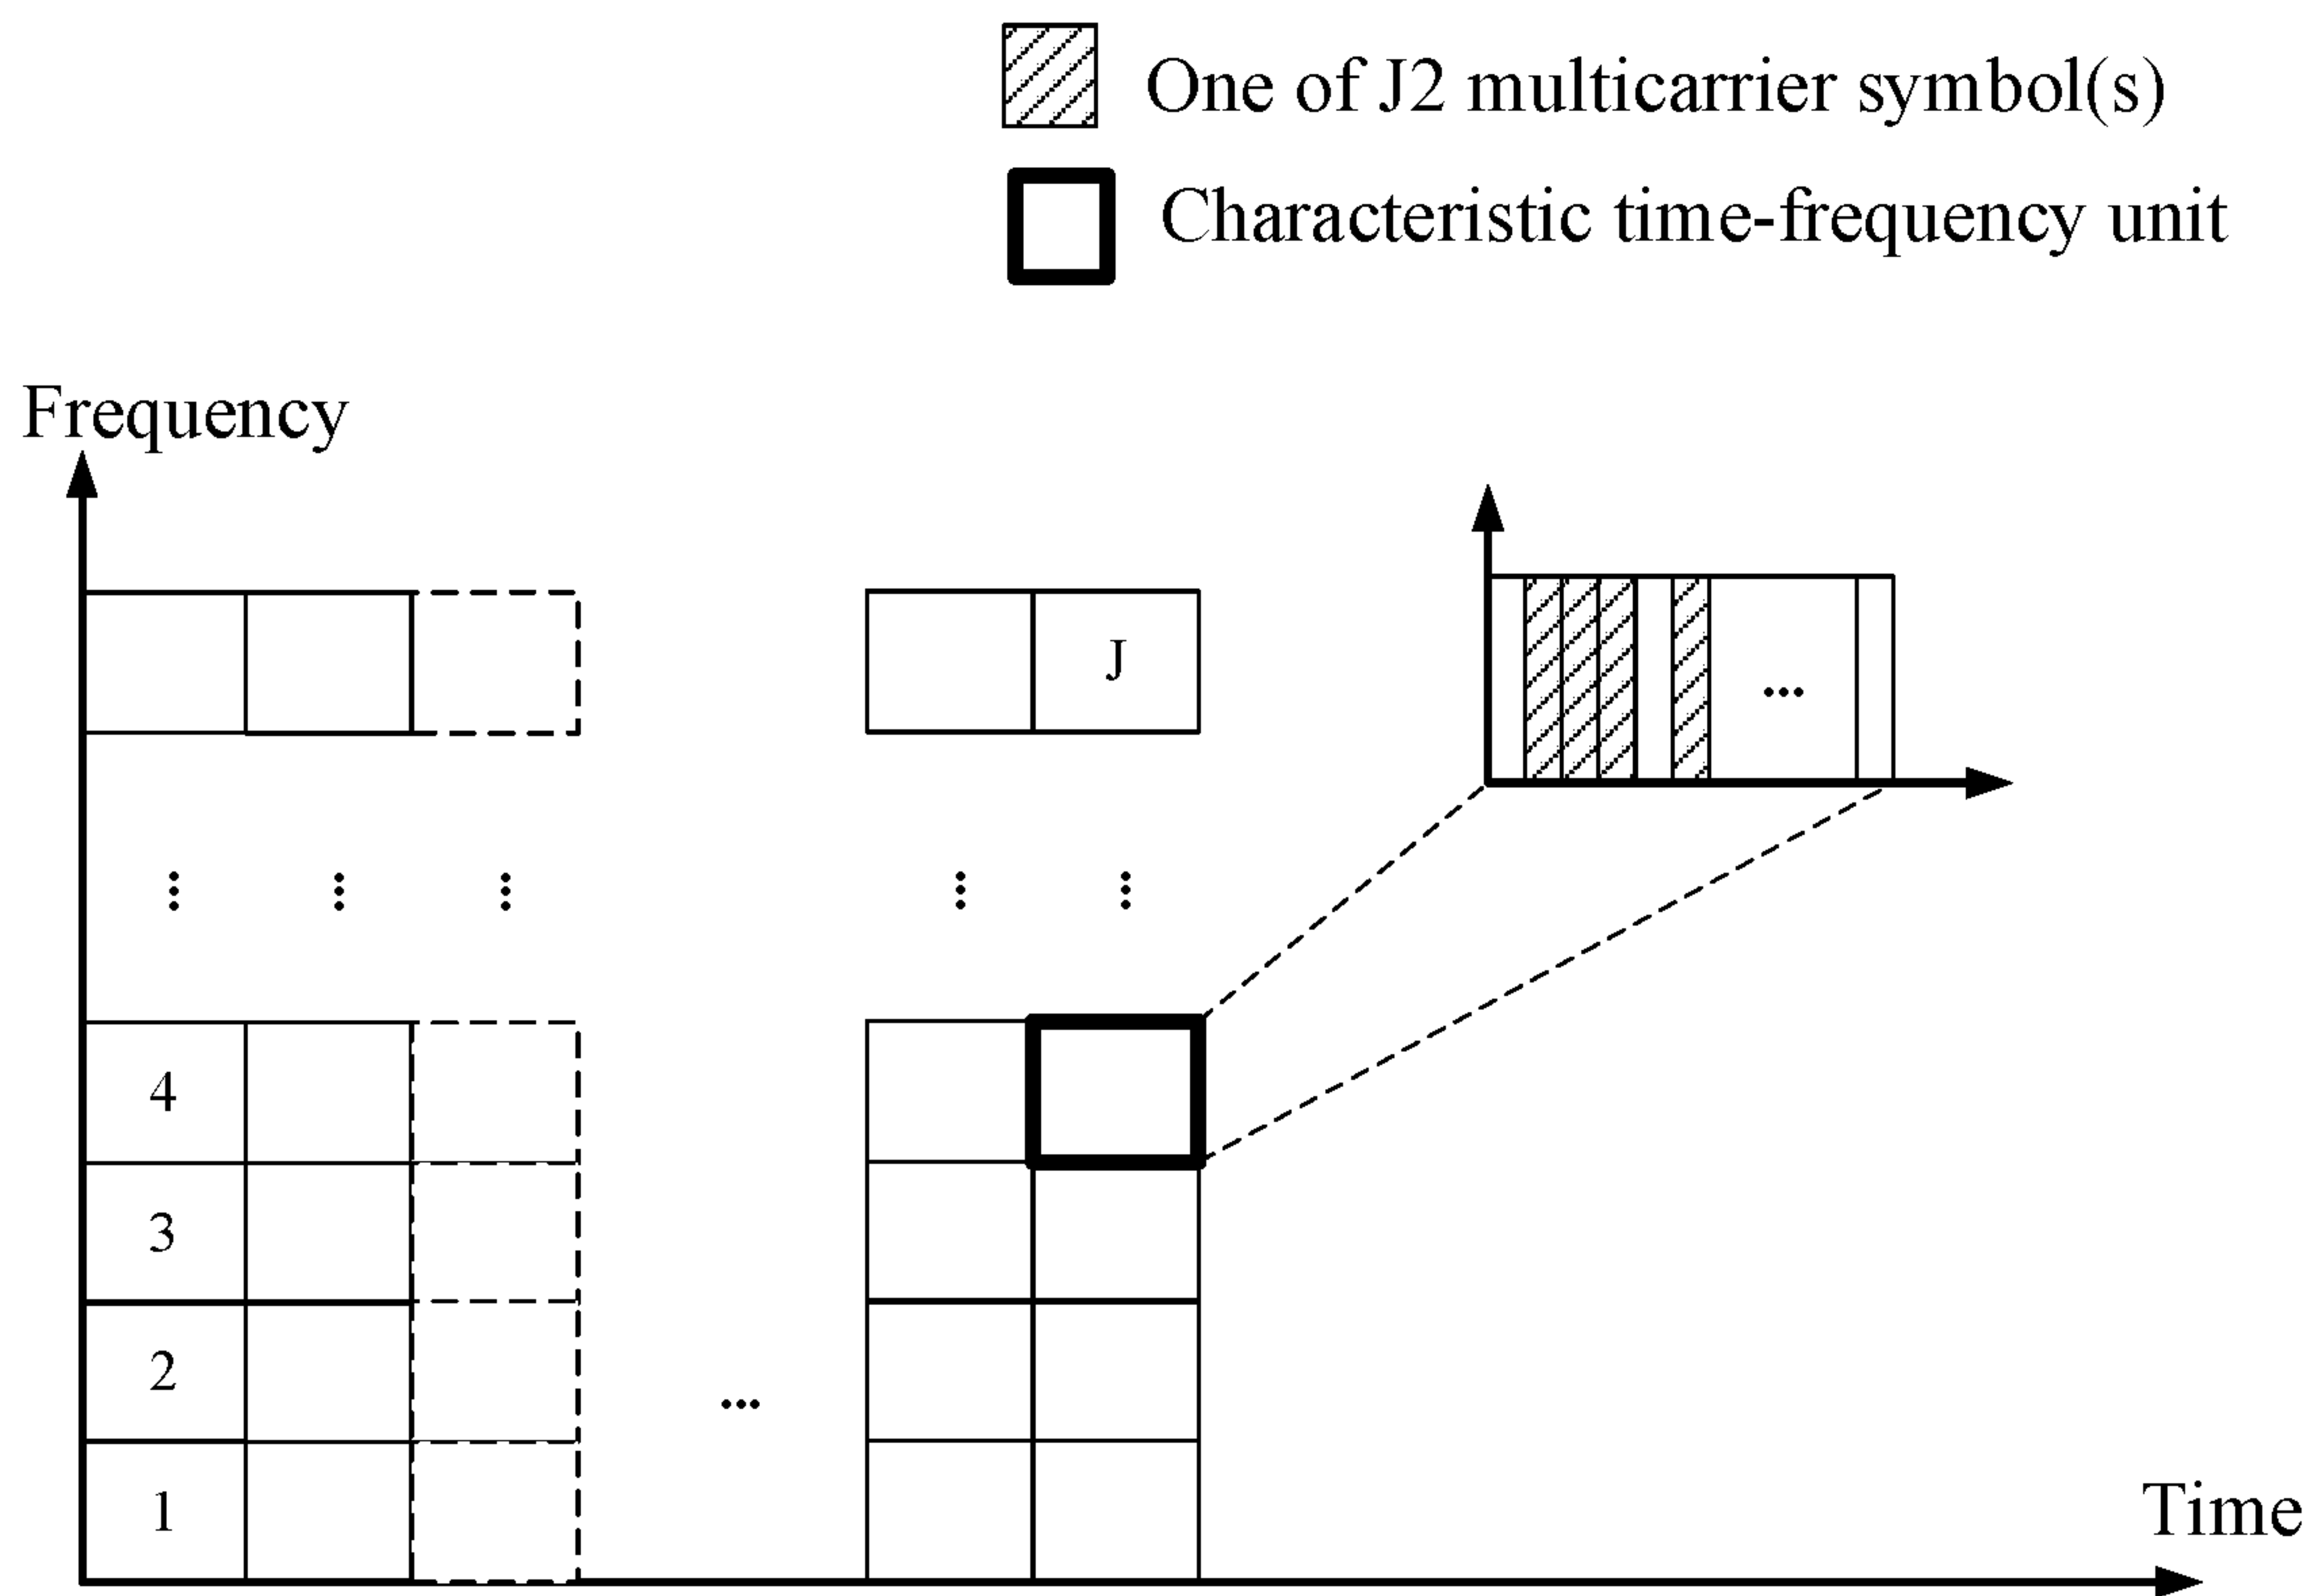 One of J2 multicarrier symbol(s)
Characteristic time-frequency unit
Frequency
J
...
4
3
2
...
1
Time